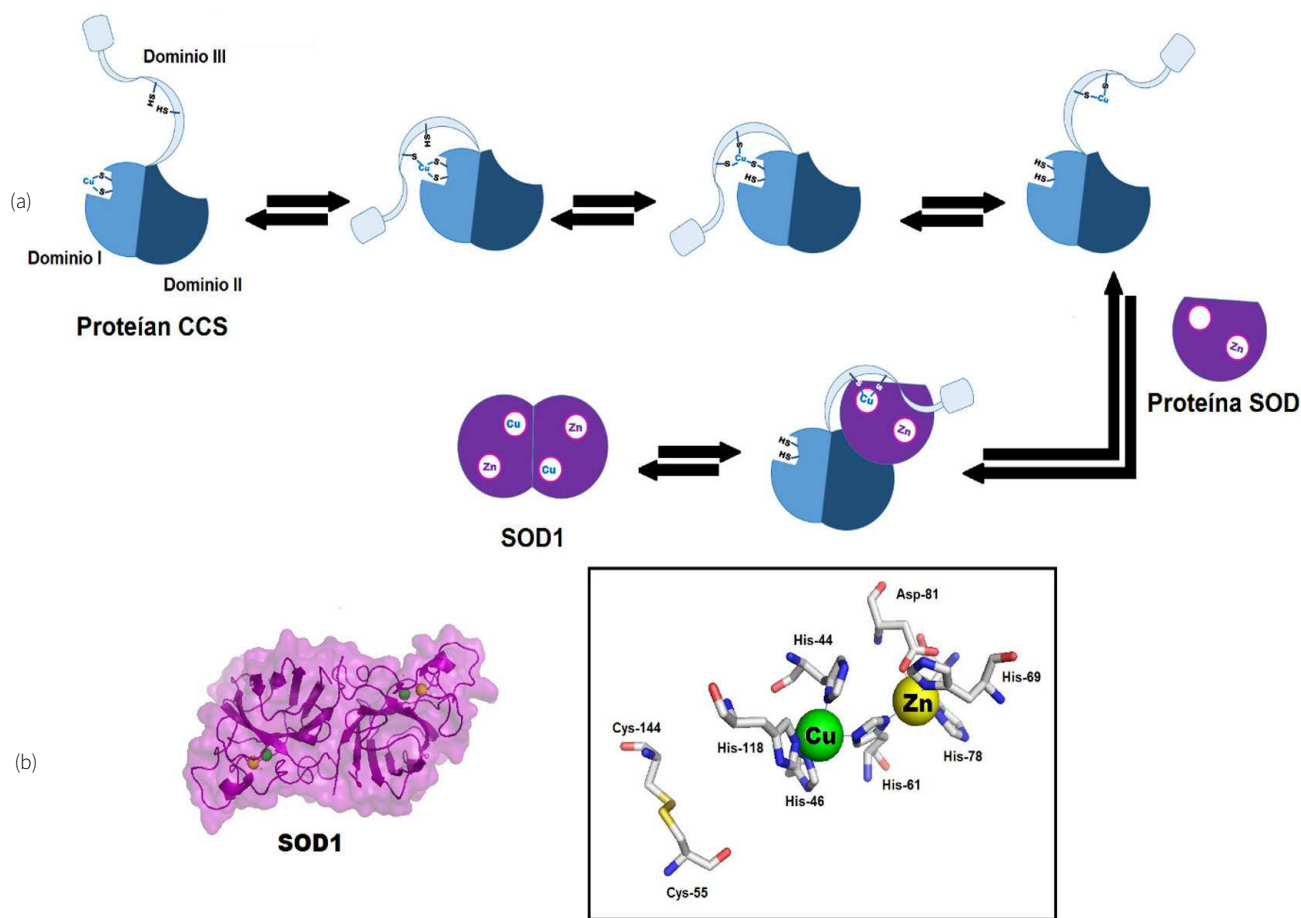 Dominio III
HS
HS
Cu
S
S
Dominio I
Dominio II
Proteían CCS
HS
S
Cu
S
S
S
S
Cu
S
HS
S
S
Cu
HS
HS
(a)
Zn
Proteína SOD
Cu
Zn
Zn
Cu
SOD1
S
S
Cu
Zn
HS
HS
(b)
SOD1
Asp-81
His-44
His-69
Zn
Cu
Cys-144
His-118
His-78
His-46
His-61
Cys-55